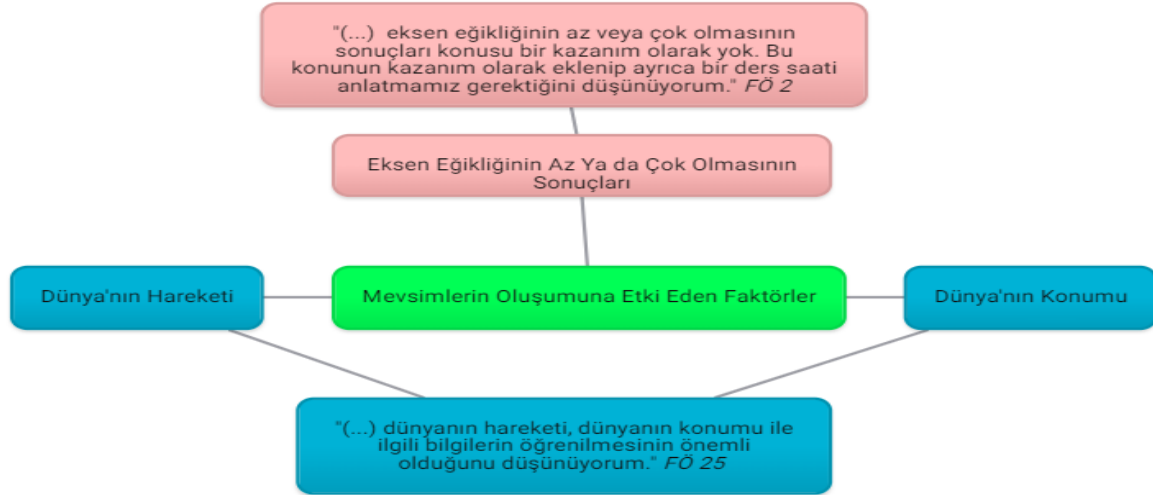 "(...) eksen eğikliğinin az veya çok olmasının
sonuçları konusu bir kazanım olarak yok. Bu
konunun kazanım olarak eklenip ayrıca bir ders saati
anlatmamız gerektiğini düşünüyorum." FÖ 2
Eksen Eğikliğinin Az Ya da Çok Olmasının
Sonuçları
Dünya'nın Hareketi
Mevsimlerin Oluşumuna Etki Eden Faktörler
Dünya'nın Konumu
"(...) dünyanın hareketi, dünyanın konumu ile
ilgili bilgilerin öğrenilmesinin önemli
olduğunu düşünüyorum." FÖ 25